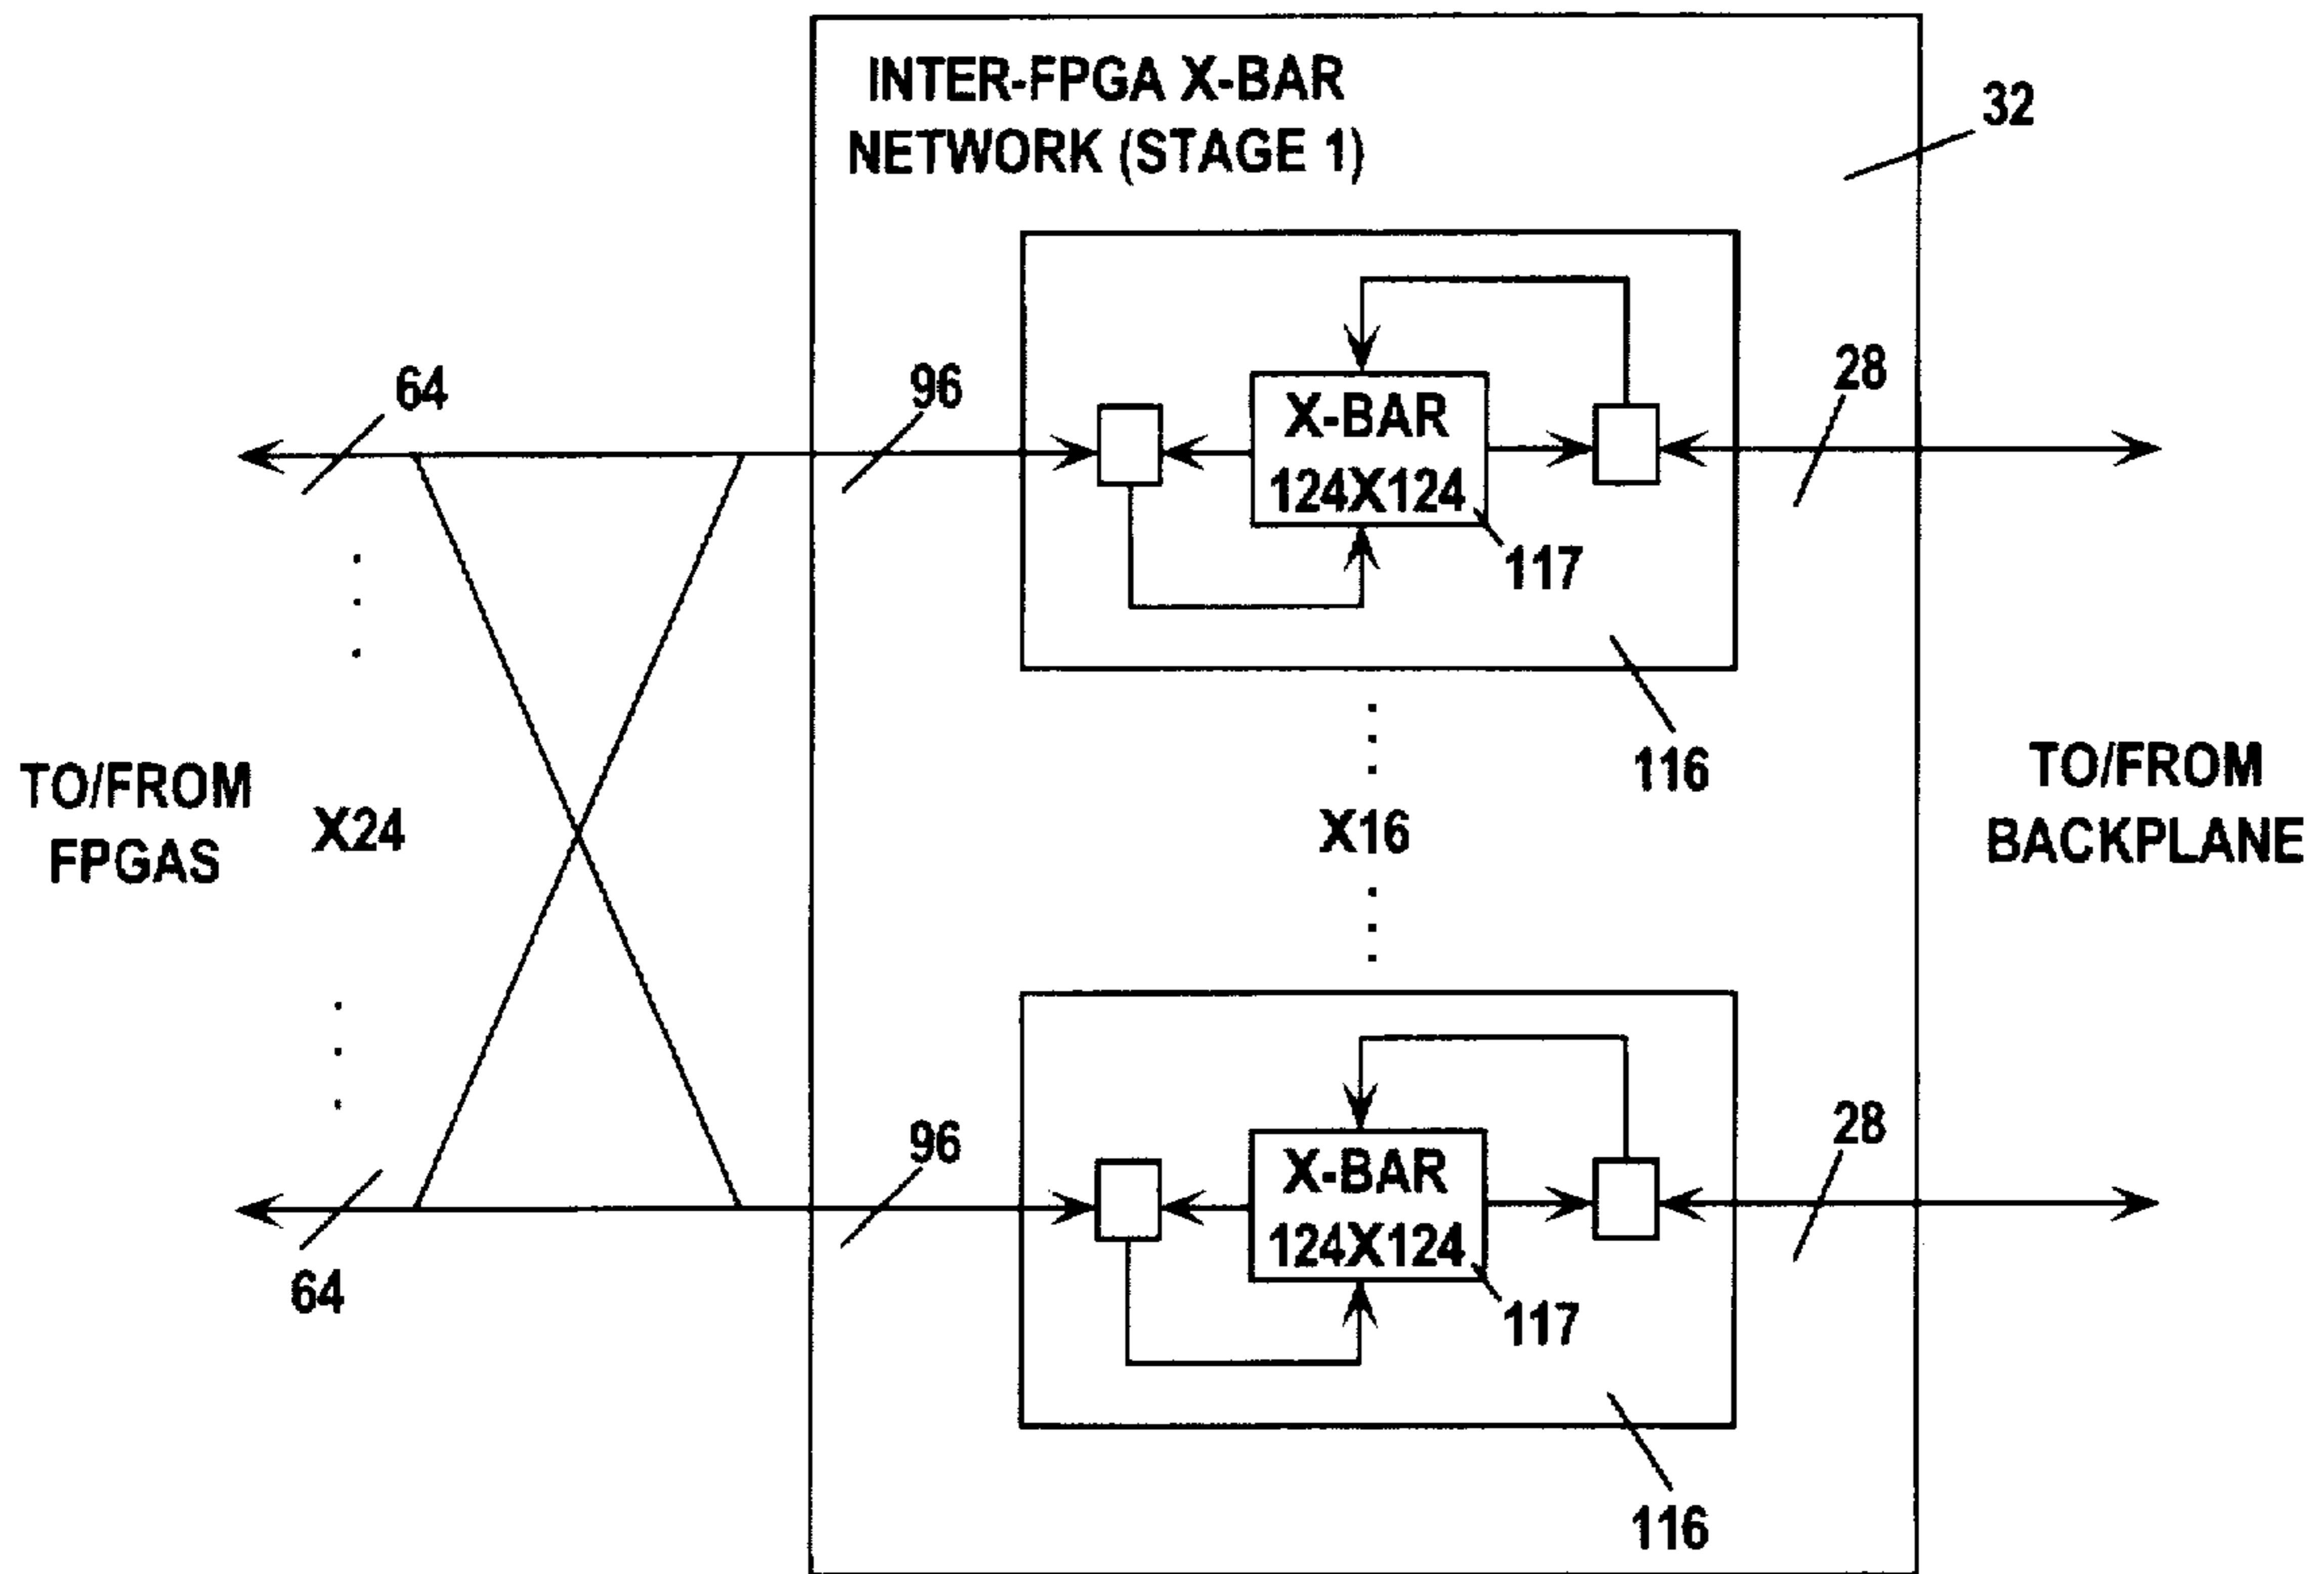 INTER-FPGA X-BAR
NETWORK (STAGE 1)
32
64
96
X-BAR
124X124
28
117
116
TO/FROM
FPGAS
X24
X16
TO/FROM
BACKPLANE
64
96
X-BAR
124X124
28
117
116